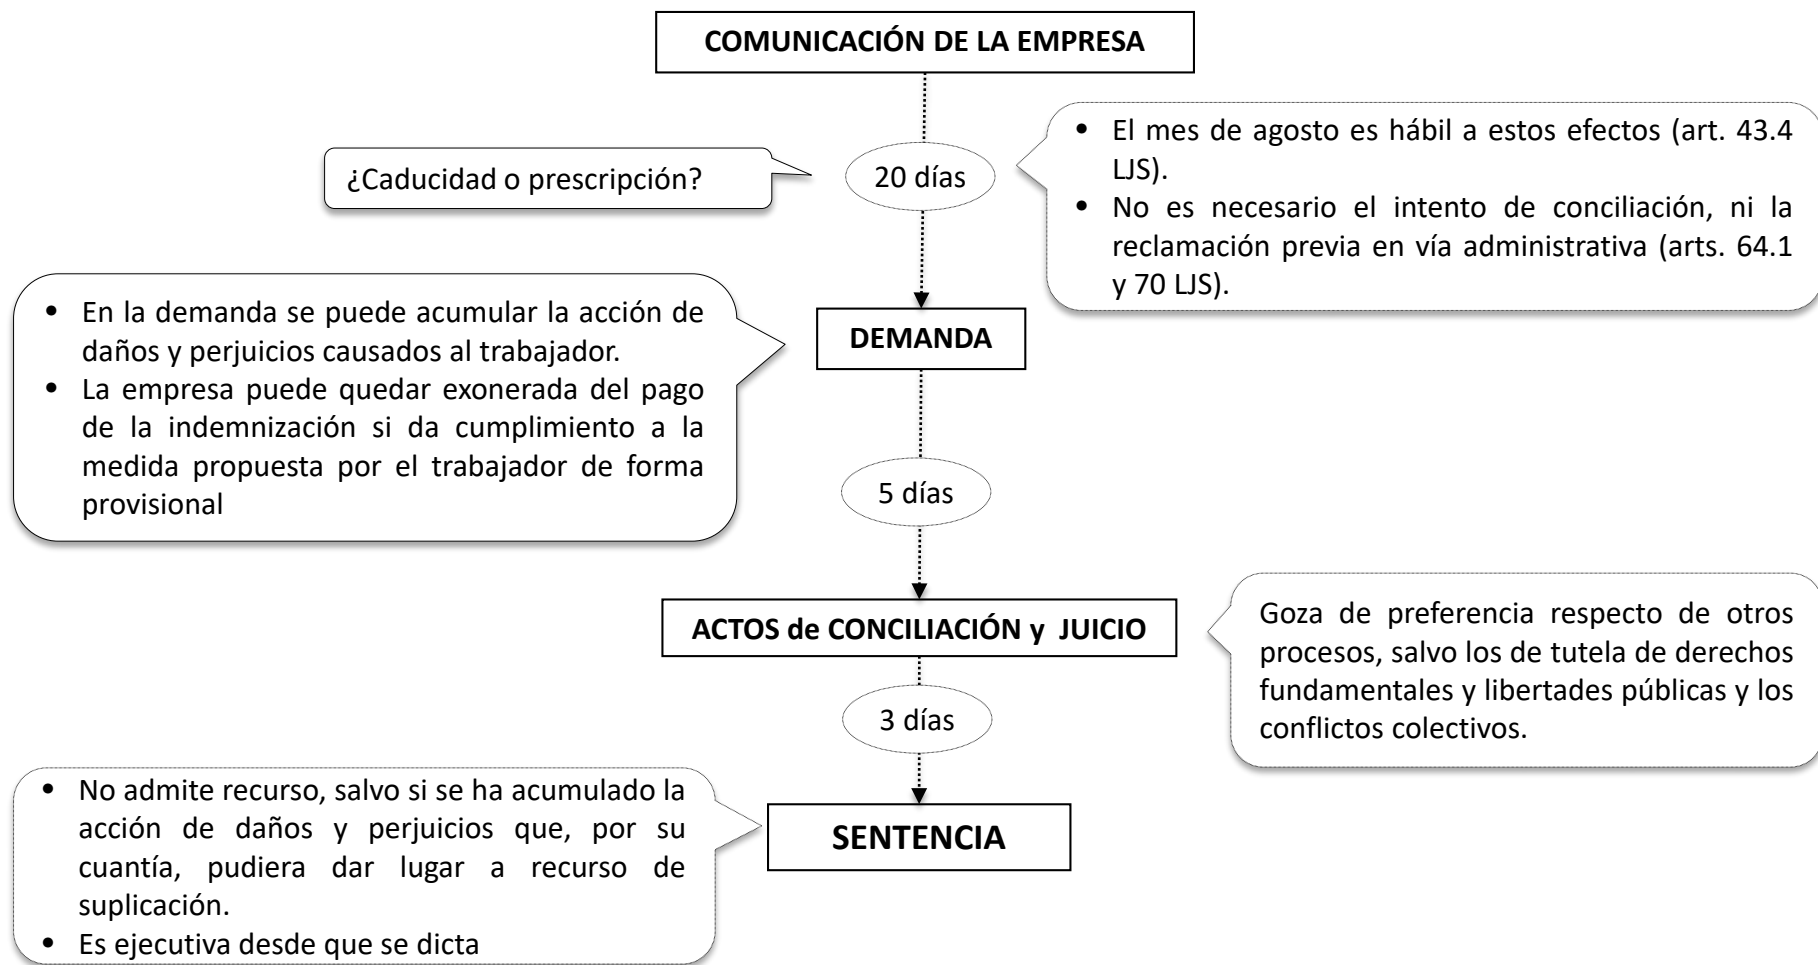 COMUNICACIÓN DE LA EMPRESA
• El mes de agosto es hábil a estos efectos (art. 43.4
LJS).
• No es necesario el intento de conciliación, ni la
reclamación previa en vía administrativa (arts. 64.1
y 70 LJS).
¿Caducidad o prescripción?
20 días
• En la demanda se puede acumular la acción de
daños y perjuicios causados al trabajador.
• La empresa puede quedar exonerada del pago
de la indemnización si da cumplimiento a la
medida propuesta por el trabajador de forma
provisional
DEMANDA
5 días
ACTOS de CONCILIACIÓN y JUICIO
Goza de preferencia respecto de otros
procesos, salvo los de tutela de derechos
fundamentales y libertades públicas y los
conflictos colectivos.
3 días
• No admite recurso, salvo si se ha acumulado la
acción de daños y perjuicios que, por su
cuantía, pudiera dar lugar a recurso de
suplicación.
• Es ejecutiva desde que se dicta
SENTENCIA